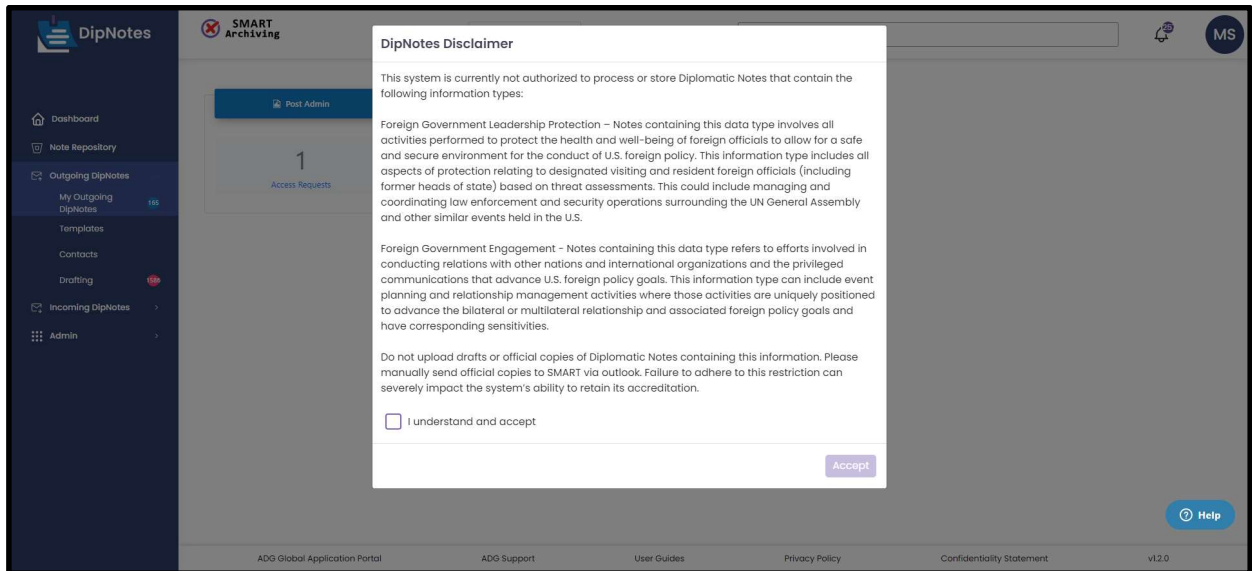 DipNotes
SMART
Archiving
MS
Dashboard
Note Repository
Outgoing DipNotes
My Outgoing
DipNotes
185
Templates
Contacts
Drafting
Incoming DipNotes
Admin
Post Admin
1
Access Requests
DipNotes Disclaimer
This system is currently not authorized to process or store Diplomatic Notes that contain the
following information types:
Foreign Government Leadership Protection – Notes containing this data type involves all
activities performed to protect the health and well-being of foreign officials to allow for a safe
and secure environment for the conduct of U.S. foreign policy. This information type includes all
aspects of protection relating to designated visiting and resident foreign officials (including
former heads of state) based on threat assessments. This could include managing and
coordinating law enforcement and security operations surrounding the UN General Assembly
and other similar events held in the U.S.
Foreign Government Engagement - Notes containing this data type refers to efforts involved in
conducting relations with other nations and international organizations and the privileged
communications that advance U.S. foreign policy goals. This information type can include event
planning and relationship management activities where those activities are uniquely positioned
to advance the bilateral or multilateral relationship and associated foreign policy goals and
have corresponding sensitivities.
Do not upload drafts or official copies of Diplomatic Notes containing this information. Please
manually send official copies to SMART via outlook. Failure to adhere to this restriction can
severely impact the system's ability to retain its accreditation.
I understand and accept
Accept
Help
ADG Global Application Portal
ADG Support
User Guides
Privacy Policy
Confidentiality Statement
v1.2.0